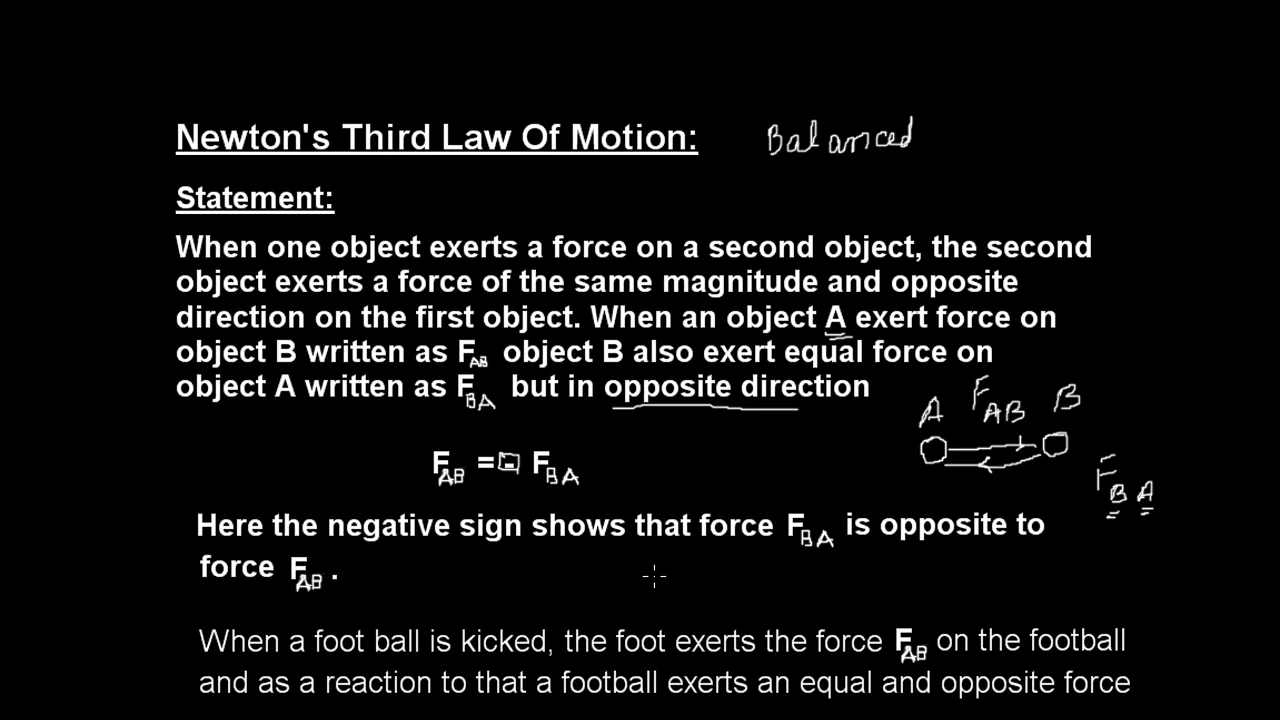 Newton's Third Law Of Motion: Balanced
Statement:
When one object exerts a force on a second object, the second
object exerts a force of the same magnitude and opposite
direction on the first object. When an object A exert force on
object B written as FAB object B also exert equal force on
object A written as FBA but in opposite direction
A FAB B
FAB = - FBA
FBA
Here the negative sign shows that force FBA is opposite to
force FAB .
When a foot ball is kicked, the foot exerts the force FAB on the football
and as a reaction to that a football exerts an equal and opposite force